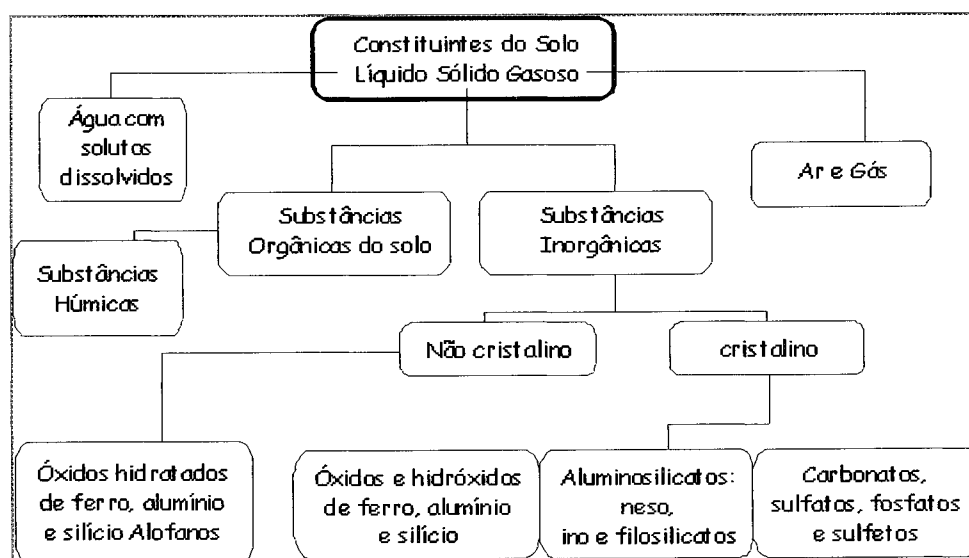 Constituintes do Solo
Líquido Sólido Gasoso
Água com
solutos
dissolvidos
Ar e Gás
Substâncias
Orgânicas do solo
Substâncias
Inorgânicas
Substâncias
Húmicas
Não cristalino
cristalino
Óxidos hidratados
de ferro, alumínio
e silício Alofanos
Óxidos e hidróxidos
de ferro, alumínio
e silício
Aluminosilicatos:
neso,
ino e filosilicatos
Carbonatos,
sulfatos, fosfatos
e sulfetos